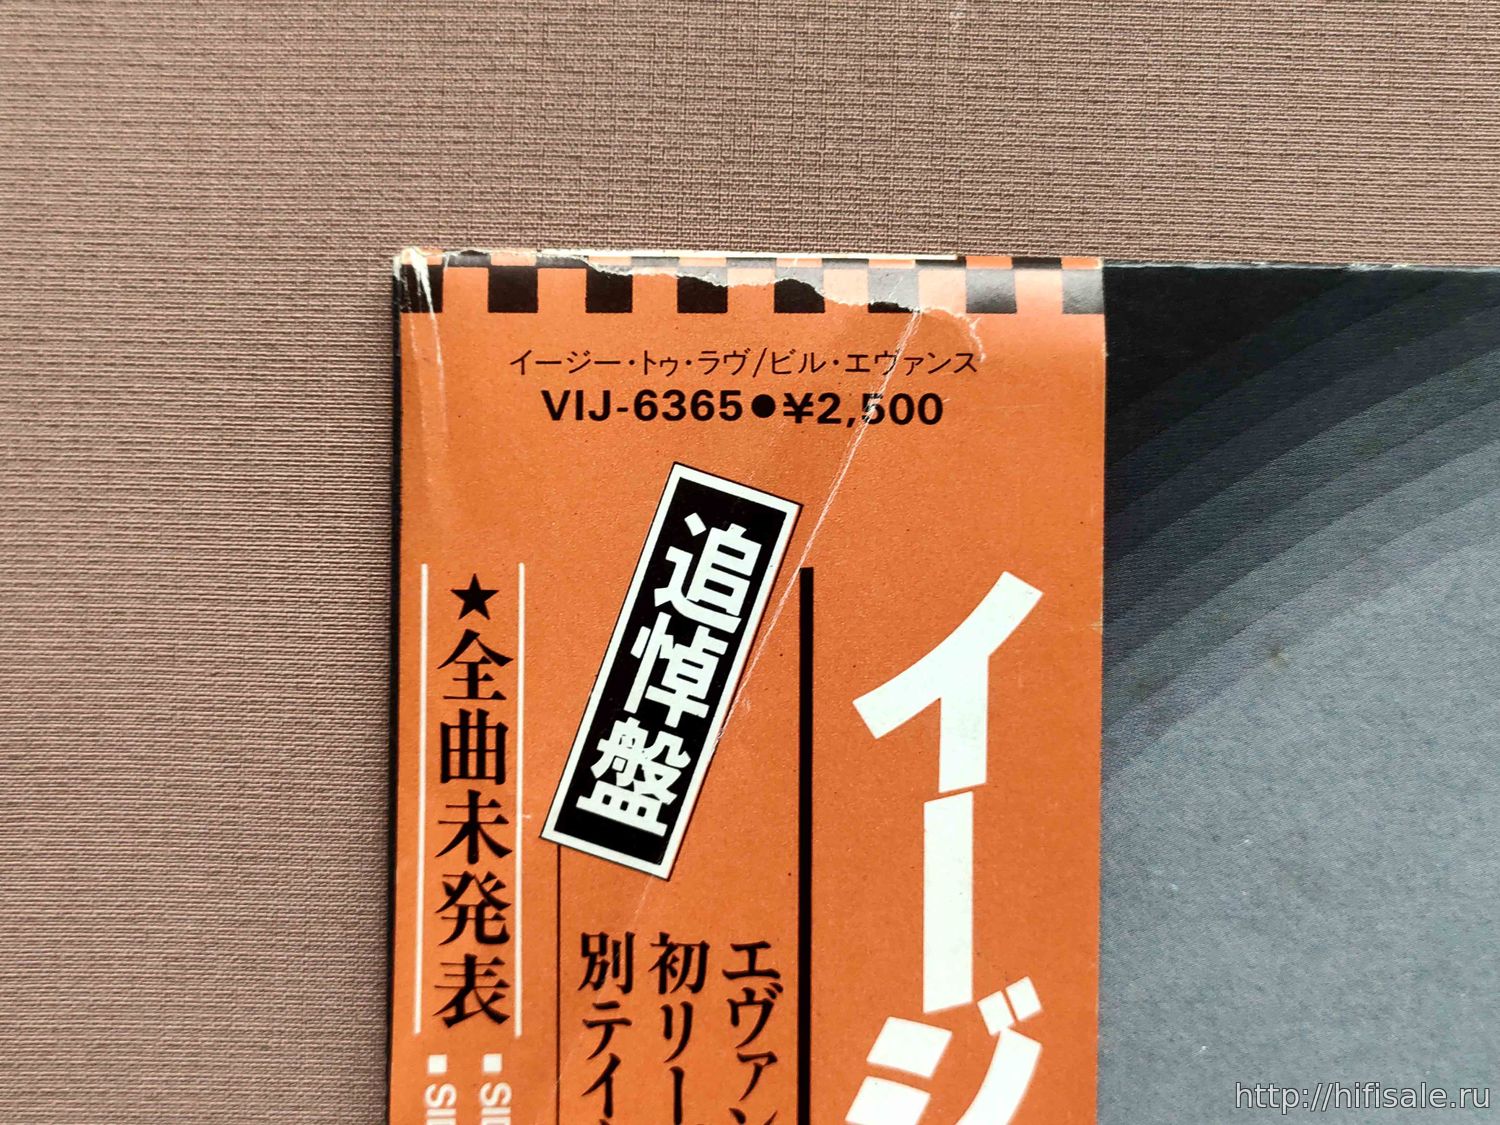 イージー・トゥ・ラヴ/ビル・エヴァンス
VIJ-6365●¥2,500
追悼盤
イージ
エヴァン
初リー
別テイ
★全曲未発表
■ SID
■ SID
http://hifisale.ru